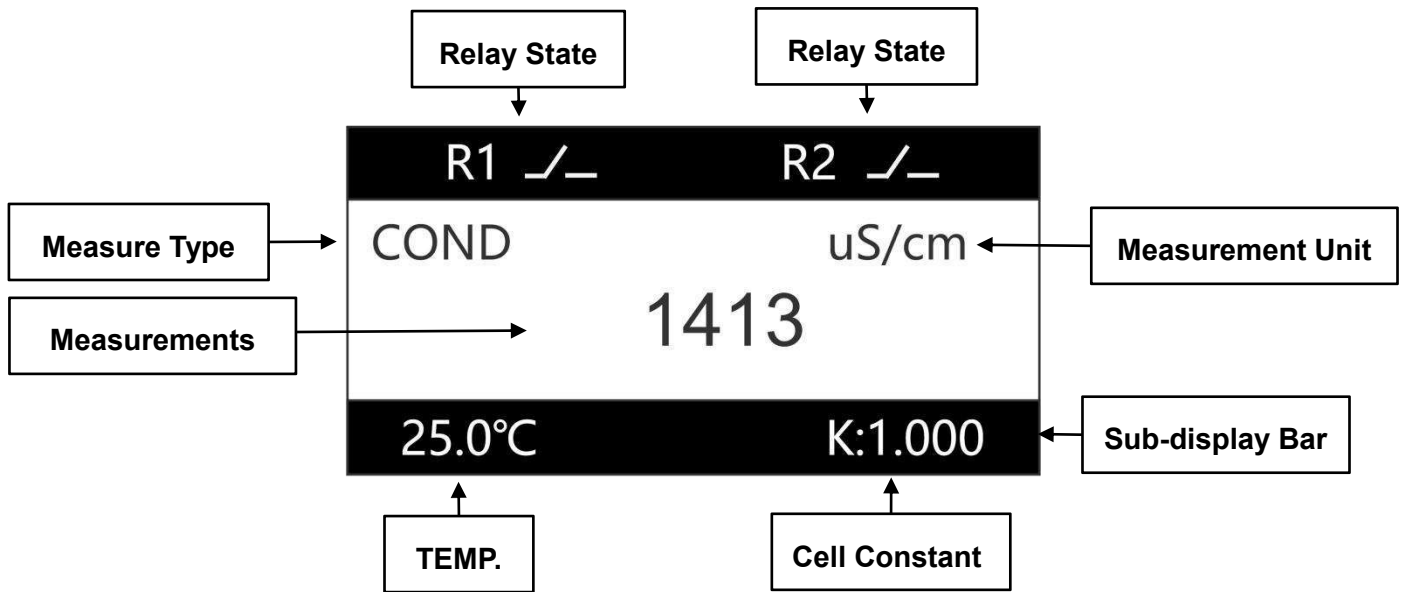 Relay State
Relay State
R1
R2
Measure Type
COND
uS/cm
Measurement Unit
Measurements
1413
25.0℃
K:1.000
Sub-display Bar
TEMP.
Cell Constant